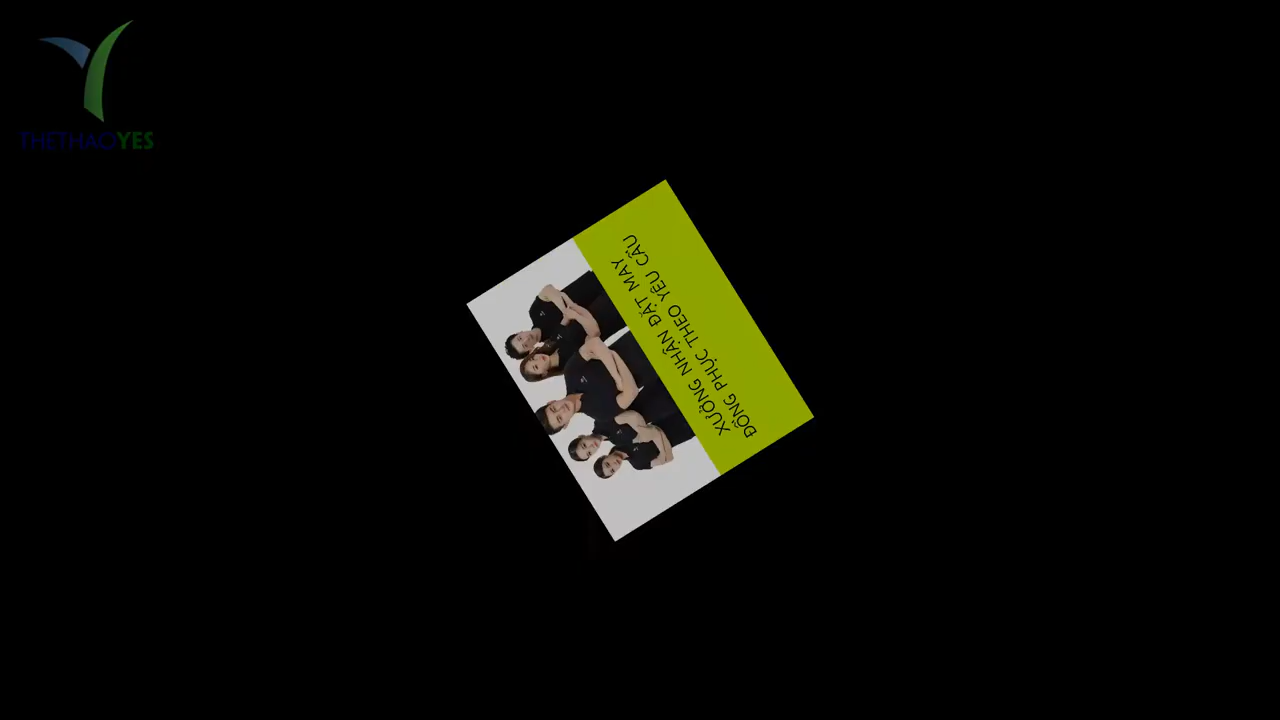 THETHAOYES
XƯỞNG NHẬN ĐẶT MAY
ĐỒNG PHỤC THEO YÊU CẦU